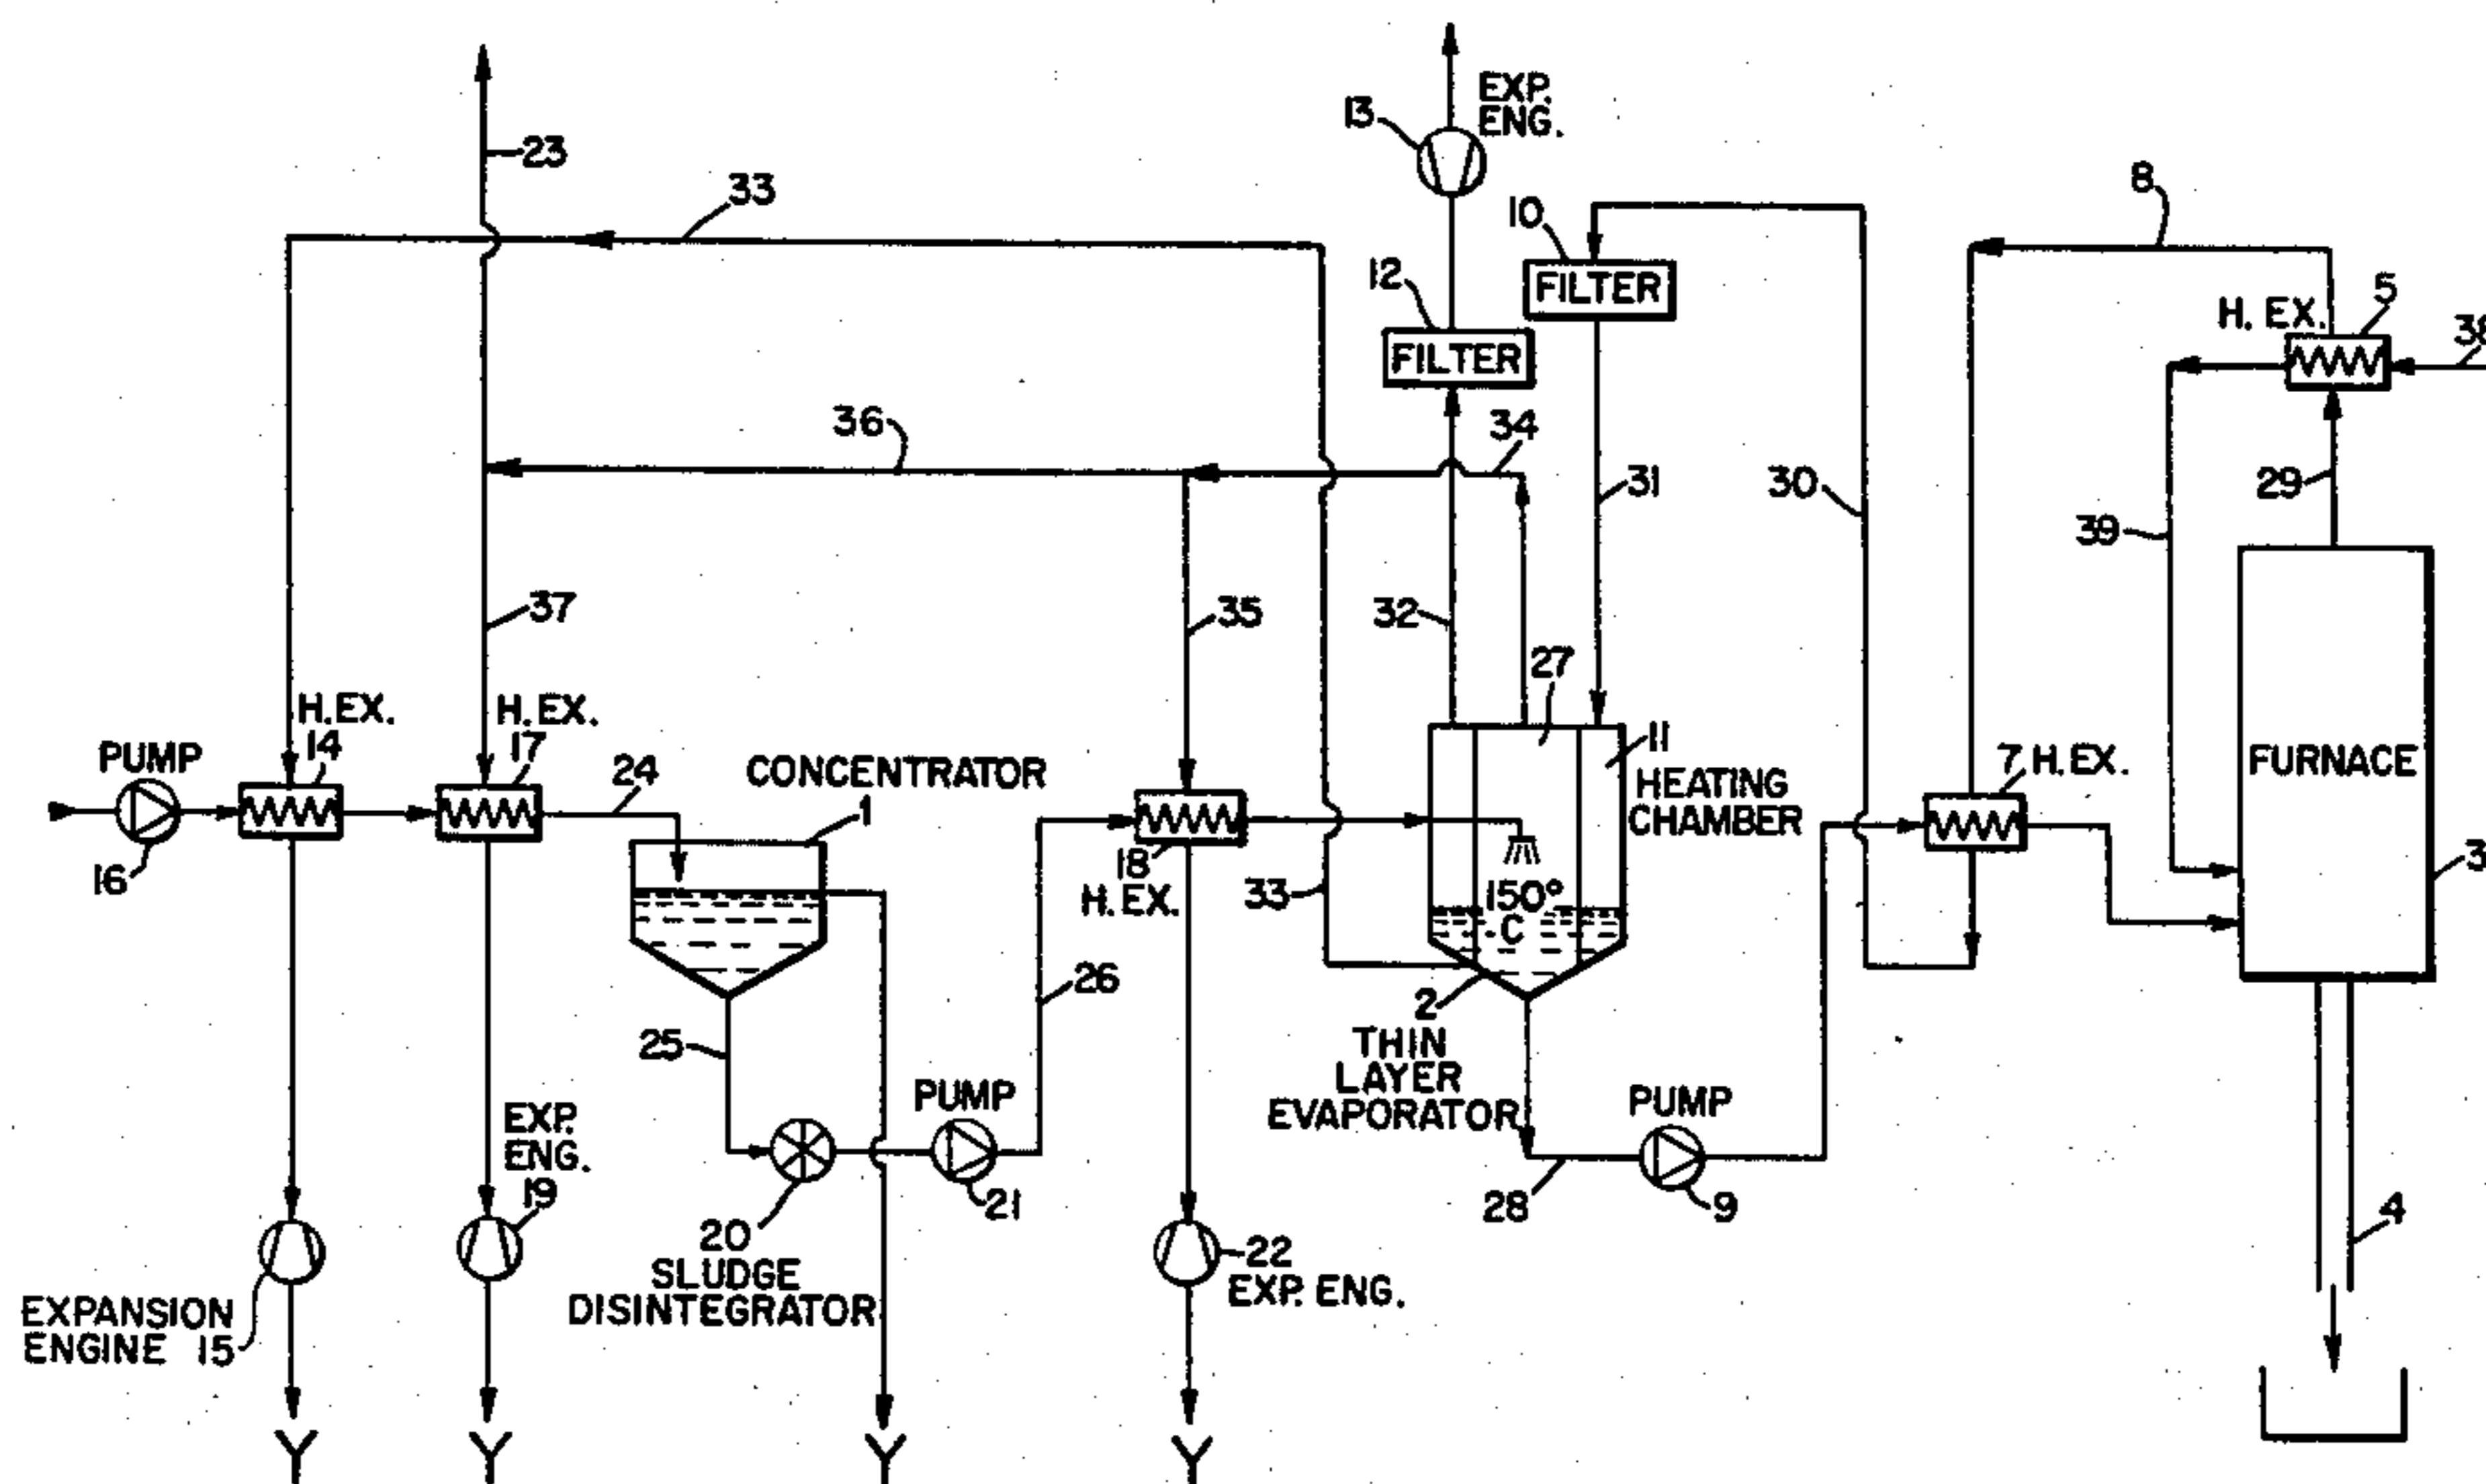 EXP.
ENG.
13
23
33
8
10
FILTER
12
FILTER
5
H. EX.
36
34
31
30
29
39
37
35
32
27
H.EX.
14
H.EX.
17
PUMP
16
24
CONCENTRATOR
1
11
HEATING
CHAMBER
7 H.EX.
FURNACE
3
18
H. EX.
33
150°
C
26
2
THIN
LAYER
EVAPORATOR
25
PUMP
21
PUMP
9
28
EXP.
ENG.
19
20
SLUDGE
DISINTEGRATOR
22
EXP. ENG.
4
EXPANSION
ENGINE 15